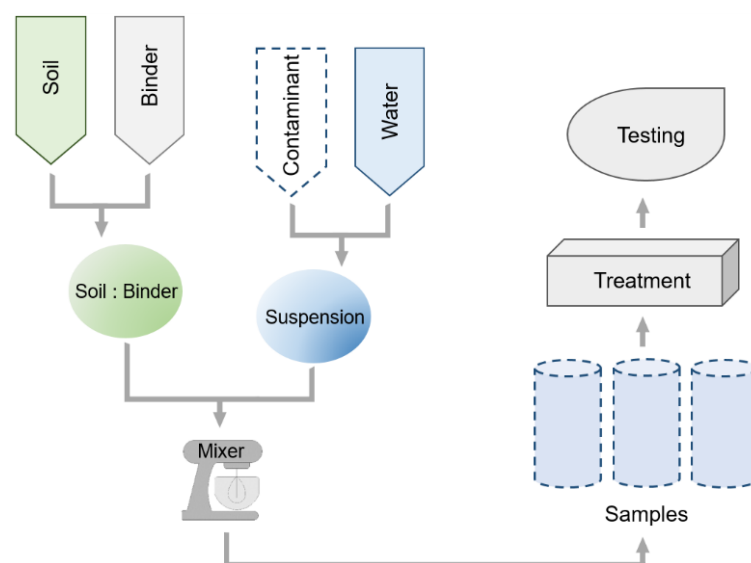 Soil
Binder
Contaminant
Water
Testing
Soil : Binder
Suspension
Treatment
Mixer
Samples